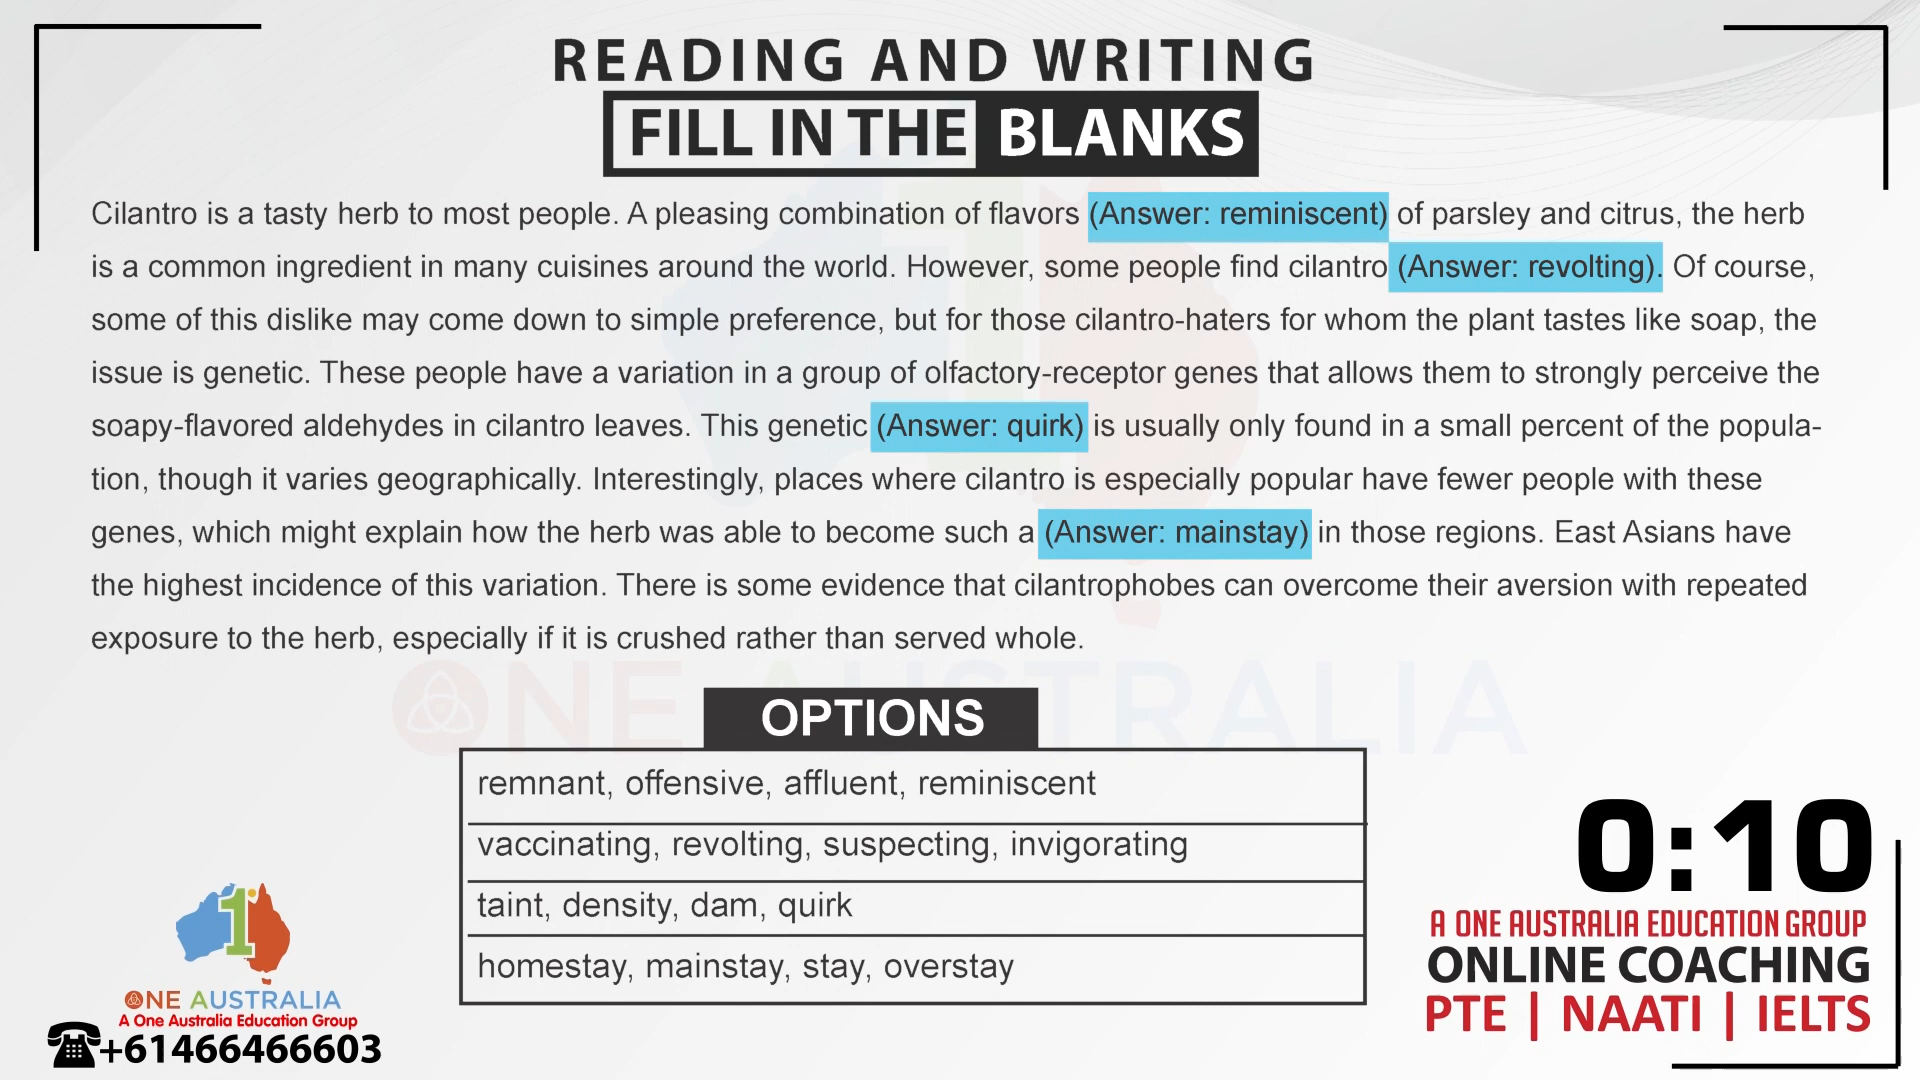 READING AND WRITING
FILL IN THE BLANKS
Cilantro is a tasty herb to most people. A pleasing combination of flavors (Answer: reminiscent) of parsley and citrus, the herb
is a common ingredient in many cuisines around the world. However, some people find cilantro (Answer: revolting). Of course,
some of this dislike may come down to simple preference, but for those cilantro-haters for whom the plant tastes like soap, the
issue is genetic. These people have a variation in a group of olfactory-receptor genes that allows them to strongly perceive the
soapy-flavored aldehydes in cilantro leaves. This genetic (Answer: quirk) is usually only found in a small percent of the popula-
tion, though it varies geographically. Interestingly, places where cilantro is especially popular have fewer people with these
genes, which might explain how the herb was able to become such a (Answer: mainstay) in those regions. East Asians have
the highest incidence of this variation. There is some evidence that cilantrophobes can overcome their aversion with repeated
exposure to the herb, especially if it is crushed rather than served whole.
ONE AUSTRALIA
OPTIONS
remnant, offensive, affluent, reminiscent
vaccinating, revolting, suspecting, invigorating
taint, density, dam, quirk
homestay, mainstay, stay, overstay
0:10
A ONE AUSTRALIA EDUCATION GROUP
ONLINE COACHING
PTE | NAATI | IELTS
1
ONE AUSTRALIA
A One Australia Education Group
+61466466603